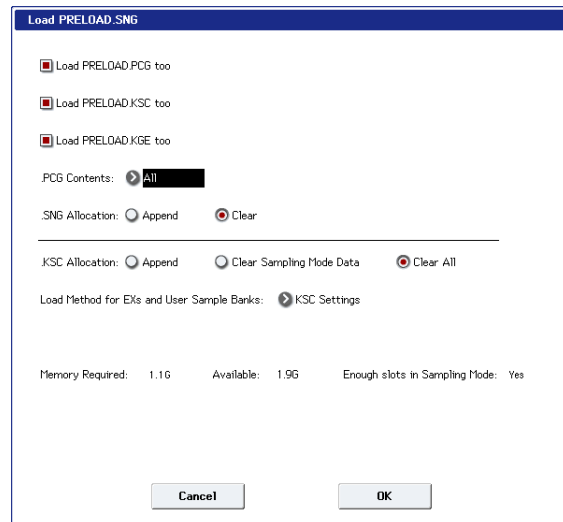 Load PRELOAD.SNG
Load PRELOAD.PCG too
Load PRELOAD.KSC too
Load PRELOAD.KGE too
.PCG Contents: All
.SNG Allocation: Append Clear
.KSC Allocation: Append Clear Sampling Mode Data Clear All
Load Method for EXs and User Sample Banks: KSC Settings
Memory Required: 1.1G Available: 1.9G Enough slots in Sampling Mode: Yes
Cancel OK